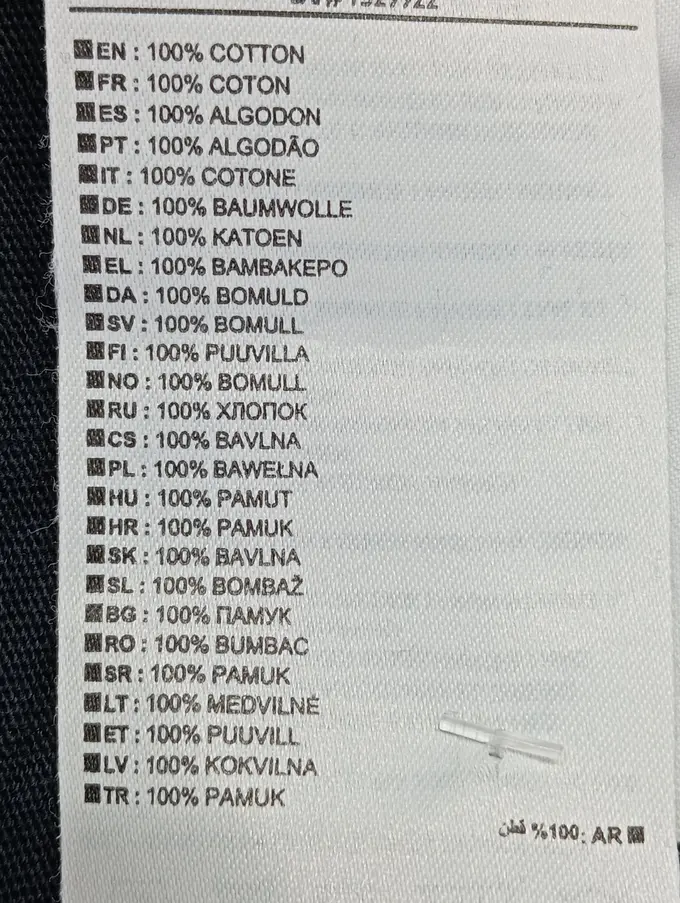 EN : 100% COTTON
FR : 100% COTON
ES : 100% ALGODON
PT : 100% ALGODÃO
IT : 100% COTONE
DE : 100% BAUMWOLLE
NL : 100% KATOEN
EL : 100% BAMBAKEPO
DA : 100% BOMULD
SV : 100% BOMULL
FI : 100% PUUVILLA
NO : 100% BOMULL
RU : 100% ХЛОПОК
CS : 100% BAVLNA
PL : 100% BAWEŁNA
HU : 100% PAMUT
HR : 100% PAMUK
SK : 100% BAVLNA
SL : 100% BOMBAŽ
BG : 100% ПАМУК
RO : 100% BUMBAC
SR : 100% PAMUK
LT : 100% MEDVILNĖ
ET : 100% PUUVILL
LV : 100% KOKVILNA
TR : 100% PAMUK
AR :100% قطن